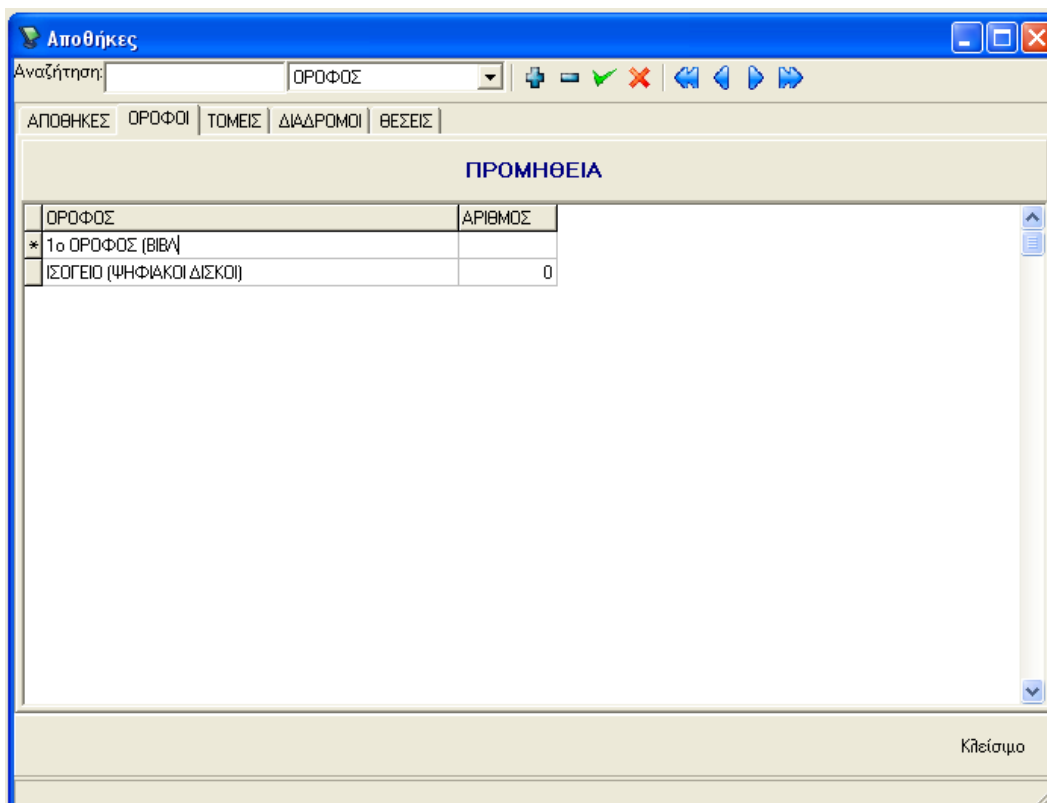 Αποθήκες
Αναζήτηση: ΟΡΟΦΟΣ
ΑΠΟΘΗΚΕΣ ΟΡΟΦΟΙ ΤΟΜΕΙΣ ΔΙΑΔΡΟΜΟΙ ΘΕΣΕΙΣ
ΠΡΟΜΗΘΕΙΑ
ΟΡΟΦΟΣ ΑΡΙΘΜΟΣ
* 1ο ΟΡΟΦΟΣ (ΒΙΒΛ
ΙΣΟΓΕΙΟ (ΨΗΦΙΑΚΟΙ ΔΙΣΚΟΙ) 0
Κλείσιμο